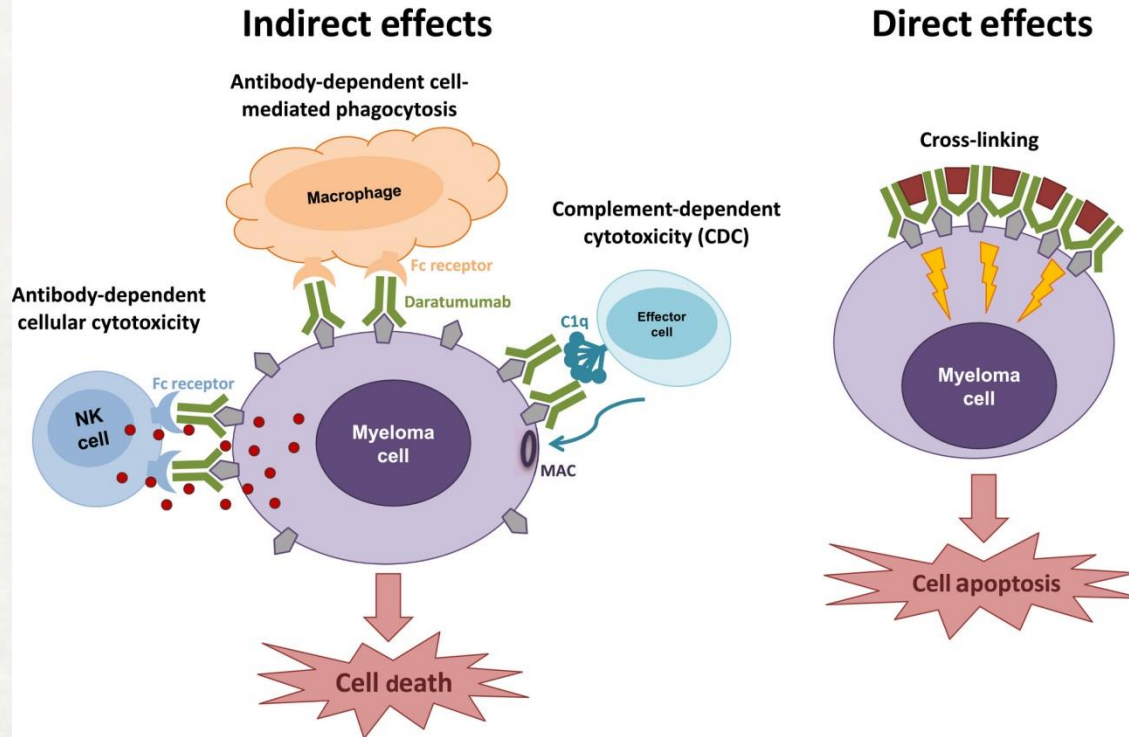 Indirect effects
Direct effects
Antibody-dependent cell-
mediated phagocytosis
Macrophage
Fc receptor
Daratumumab
Complement-dependent
cytotoxicity (CDC)
Effector
cell
C1q
Antibody-dependent
cellular cytotoxicity
Fc receptor
NK
cell
Myeloma
cell
MAC
Cell death
Cross-linking
Myeloma
cell
Cell apoptosis